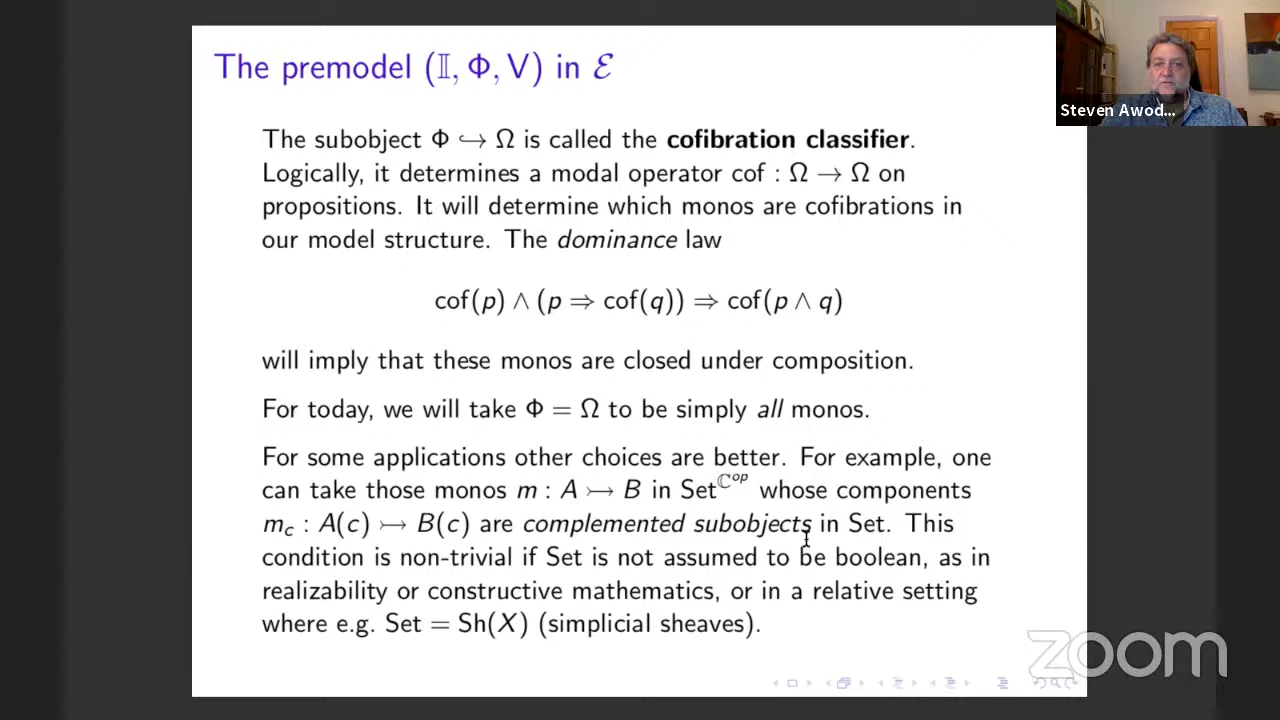 The premodel (𝕀, Φ, V) in ℰ
Steven Awod...
The subobject Φ ↪ Ω is called the cofibration classifier.
Logically, it determines a modal operator cof : Ω → Ω on
propositions. It will determine which monos are cofibrations in
our model structure. The dominance law
cof(p) ∧ (p ⇒ cof(q)) ⇒ cof(p ∧ q)
will imply that these monos are closed under composition.
For today, we will take Φ = Ω to be simply all monos.
For some applications other choices are better. For example, one
can take those monos m : A ↣ B in Set^ℂ^op whose components
m_c : A(c) ↣ B(c) are complemented subobjects in Set. This
condition is non-trivial if Set is not assumed to be boolean, as in
realizability or constructive mathematics, or in a relative setting
where e.g. Set = Sh(X) (simplicial sheaves).
zoom